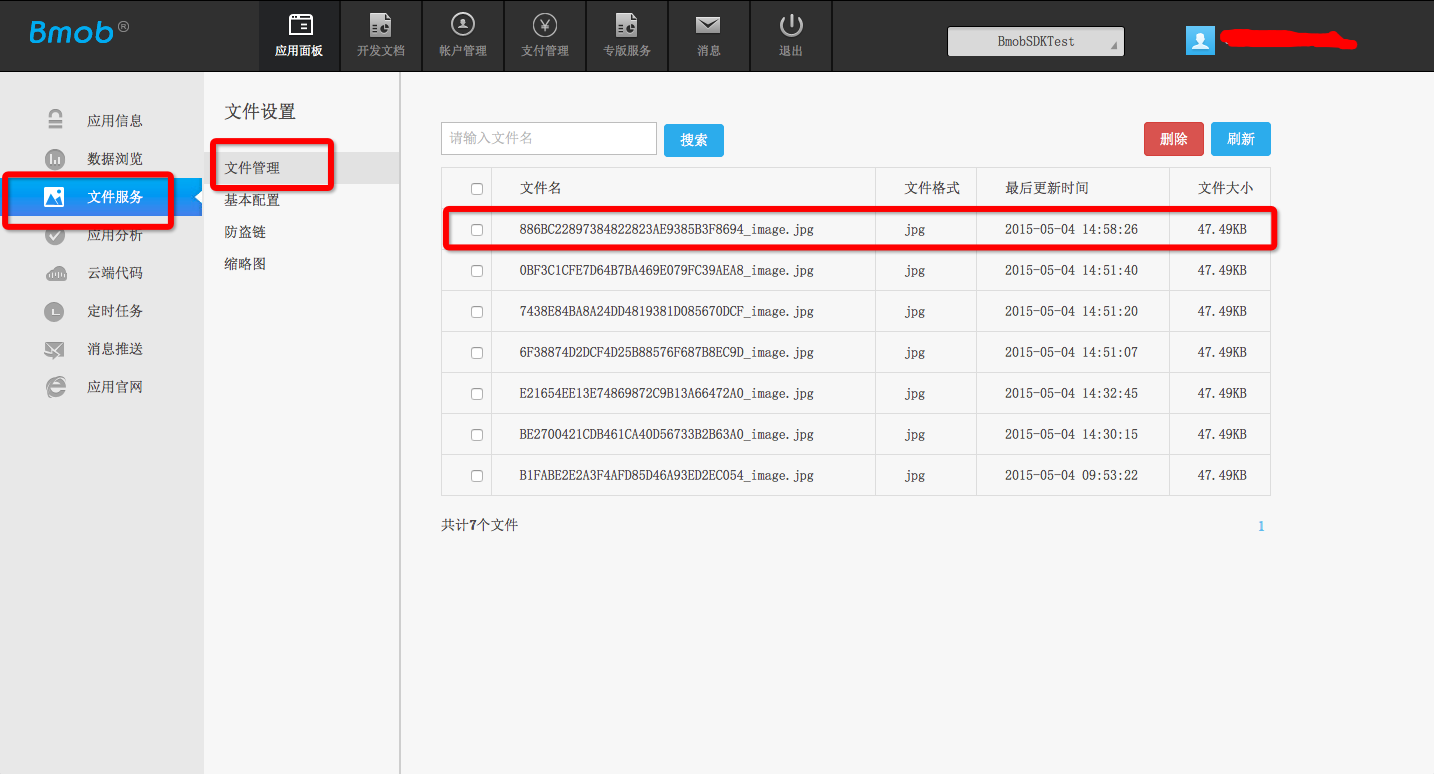 Bmob®
应用面板 开发文档 帐户管理 支付管理 专版服务 消息 退出 BmobSDKTest
应用信息
数据浏览
文件服务
应用分析
云端代码
定时任务
消息推送
应用官网
文件设置
文件管理
基本配置
防盗链
缩略图
请输入文件名 搜索 删除 刷新
文件名 文件格式 最后更新时间 文件大小
886BC22897384822823AE9385B3F8694_image.jpg jpg 2015-05-04 14:58:26 47.49KB
0BF3C1CFE7D64B7BA469E079FC39AEA8_image.jpg jpg 2015-05-04 14:51:40 47.49KB
7438E84BA8A24DD4819381D085670DCF_image.jpg jpg 2015-05-04 14:51:20 47.49KB
6F38874D2DCF4D25B88576F687B8EC9D_image.jpg jpg 2015-05-04 14:51:07 47.49KB
E21654EE13E74869872C9B13A66472A0_image.jpg jpg 2015-05-04 14:32:45 47.49KB
BE2700421CDB461CA40D56733B2B63A0_image.jpg jpg 2015-05-04 14:30:15 47.49KB
B1FABE2E2A3F4AFD85D46A93ED2EC054_image.jpg jpg 2015-05-04 09:53:22 47.49KB
共计7个文件 1